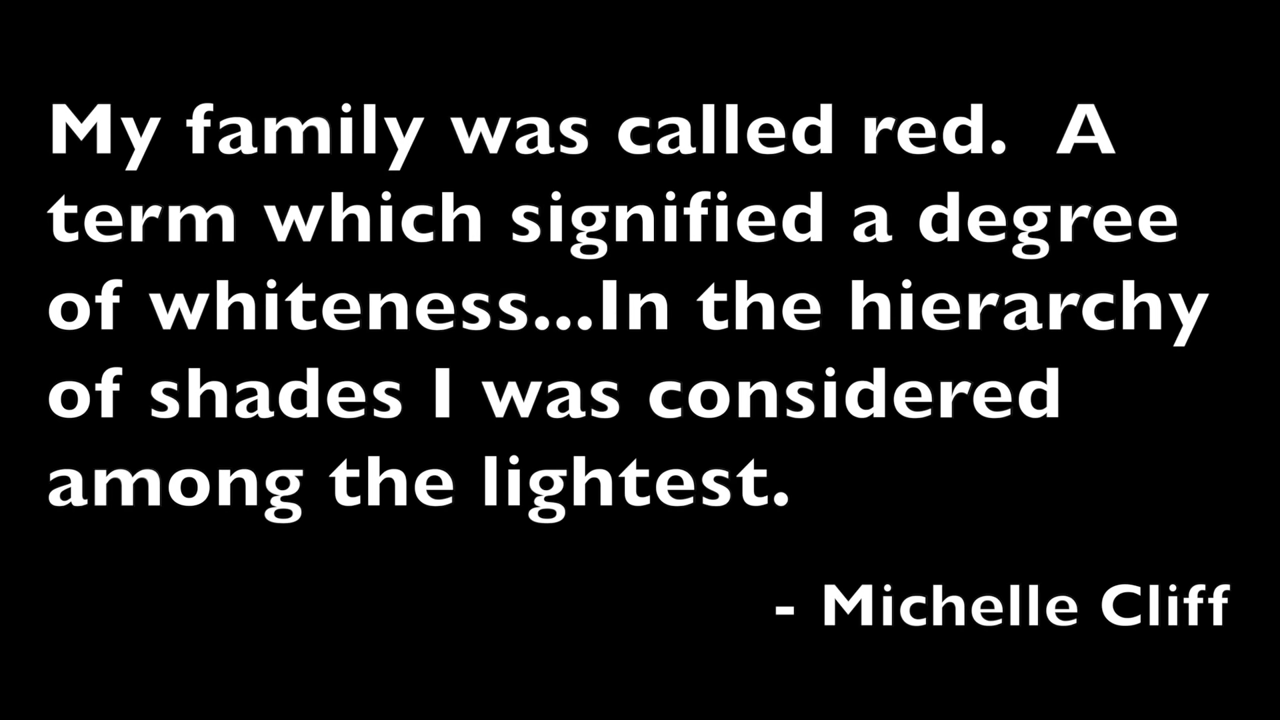 My family was called red.  A
term which signified a degree
of whiteness...In the hierarchy
of shades I was considered
among the lightest.
- Michelle Cliff